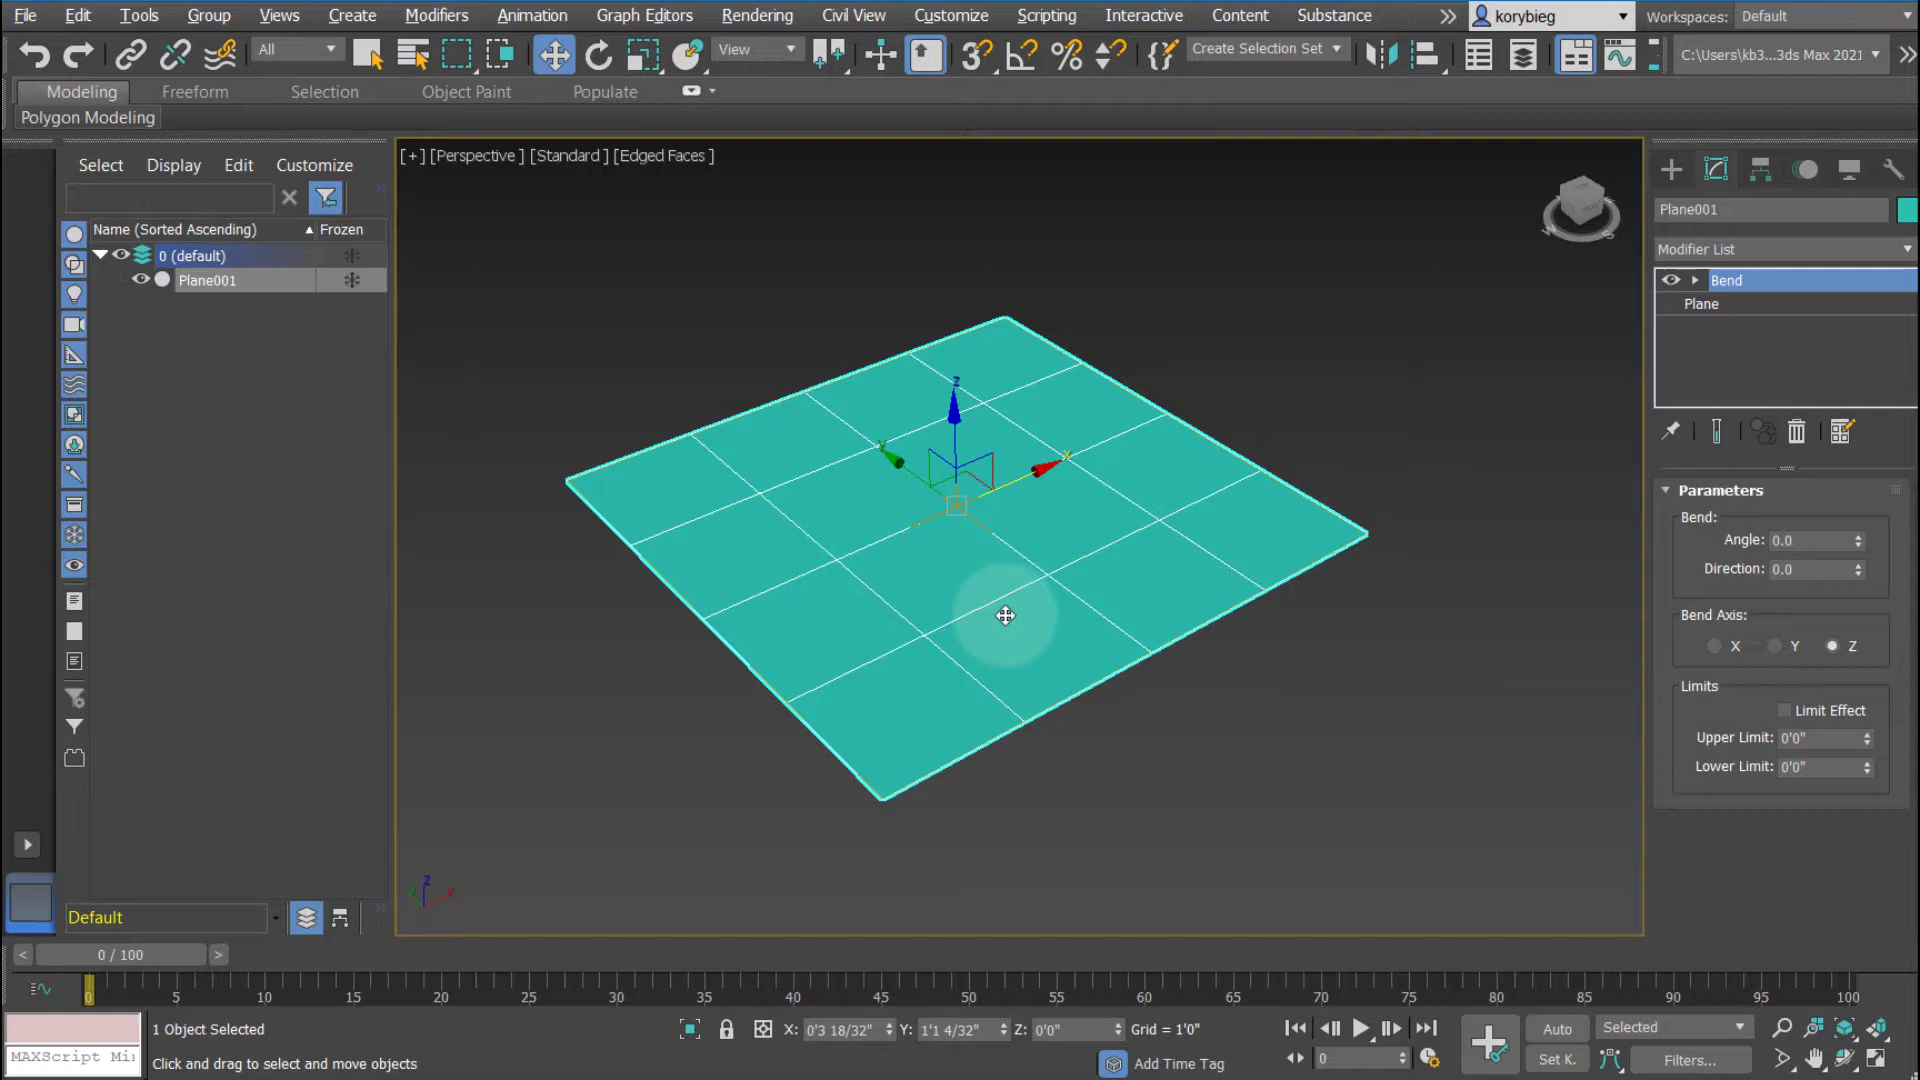 File Edit Tools Group Views Create Modifiers Animation Graph Editors Rendering Civil View Customize Scripting Interactive Content Substance korybieg Workspaces: Default
All View Create Selection Set C:\Users\kb3...3ds Max 2021
Modeling Freeform Selection Object Paint Populate
Polygon Modeling
Select Display Edit Customize
Name (Sorted Ascending) Frozen
0 (default)
Plane001
Default
[+] [Perspective ] [Standard ] [Edged Faces ]
Z
Y
X
Plane001
Modifier List
Bend
Plane
Parameters
Bend:
Angle: 0.0
Direction: 0.0
Bend Axis:
X Y Z
Limits
Limit Effect
Upper Limit: 0'0"
Lower Limit: 0'0"
< 0 / 100 >
0 5 10 15 20 25 30 35 40 45 50 55 60 65 70 75 80 85 90 95 100
1 Object Selected X: 0'3 18/32" Y: 1'1 4/32" Z: 0'0" Grid = 1'0" Auto Selected
MAXScript Mi Click and drag to select and move objects Add Time Tag 0 Set K. Filters...